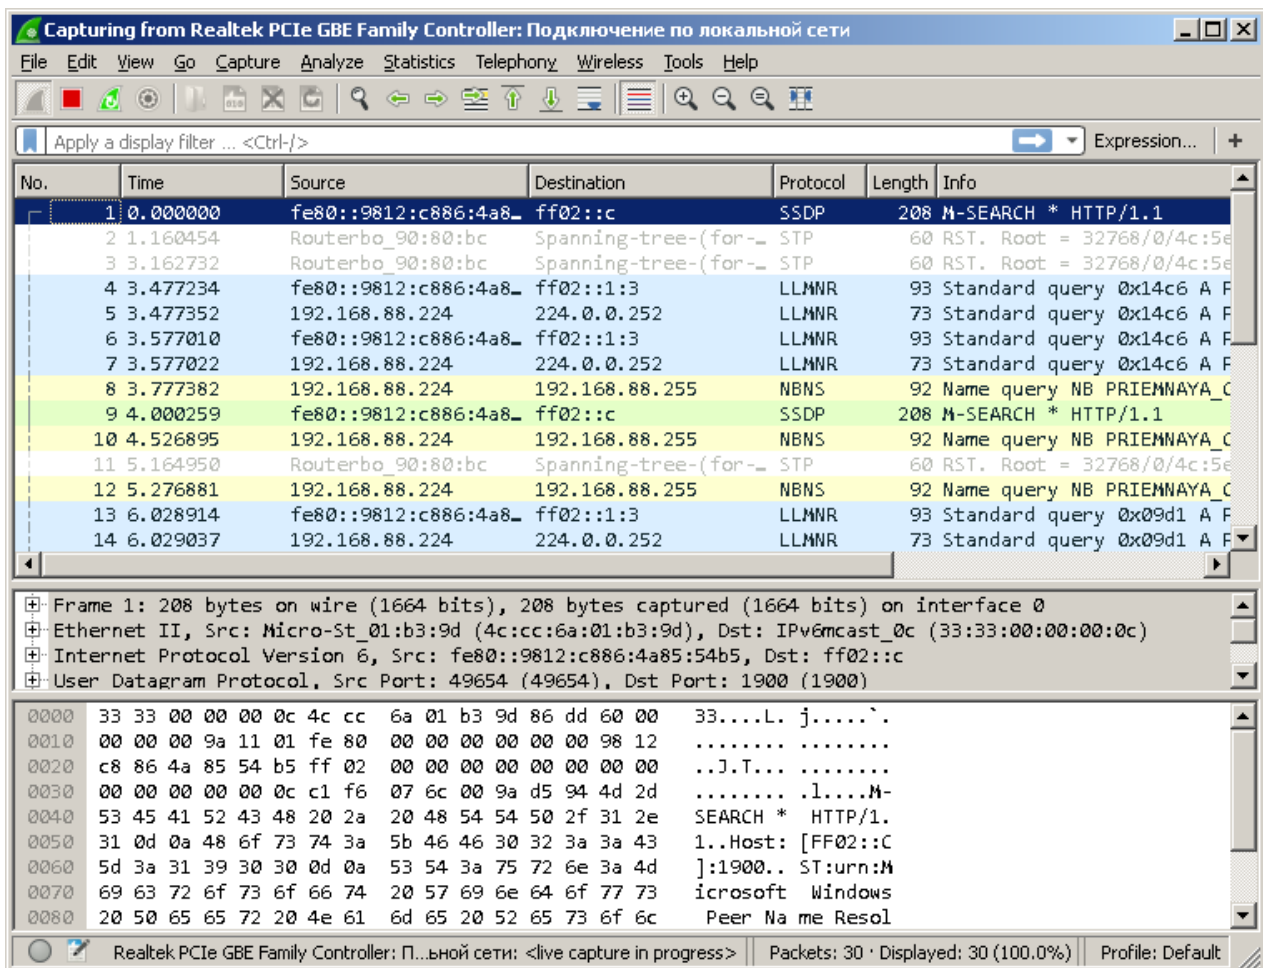 Capturing from Realtek PCIe GBE Family Controller: Подключение по локальной сети
File Edit View Go Capture Analyze Statistics Telephony Wireless Tools Help
Apply a display filter ... <Ctrl-/> Expression... +
No. Time Source Destination Protocol Length Info
1 0.000000 fe80::9812:c886:4a8… ff02::c SSDP 208 M-SEARCH * HTTP/1.1
2 1.160454 Routerbo_90:80:bc Spanning-tree-(for-… STP 60 RST. Root = 32768/0/4c:5e
3 3.162732 Routerbo_90:80:bc Spanning-tree-(for-… STP 60 RST. Root = 32768/0/4c:5e
4 3.477234 fe80::9812:c886:4a8… ff02::1:3 LLMNR 93 Standard query 0x14c6 A
5 3.477352 192.168.88.224 224.0.0.252 LLMNR 73 Standard query 0x14c6 A
6 3.577010 fe80::9812:c886:4a8… ff02::1:3 LLMNR 93 Standard query 0x14c6 A
7 3.577022 192.168.88.224 224.0.0.252 LLMNR 73 Standard query 0x14c6 A
8 3.777382 192.168.88.224 192.168.88.255 NBNS 92 Name query NB PRIEMNAYA_
9 4.000259 fe80::9812:c886:4a8… ff02::c SSDP 208 M-SEARCH * HTTP/1.1
10 4.526895 192.168.88.224 192.168.88.255 NBNS 92 Name query NB PRIEMNAYA_
11 5.164950 Routerbo_90:80:bc Spanning-tree-(for-… STP 60 RST. Root = 32768/0/4c:5e
12 5.276881 192.168.88.224 192.168.88.255 NBNS 92 Name query NB PRIEMNAYA_
13 6.028914 fe80::9812:c886:4a8… ff02::1:3 LLMNR 93 Standard query 0x09d1 A
14 6.029037 192.168.88.224 224.0.0.252 LLMNR 73 Standard query 0x09d1 A
Frame 1: 208 bytes on wire (1664 bits), 208 bytes captured (1664 bits) on interface 0
Ethernet II, Src: Micro-St_01:b3:9d (4c:cc:6a:01:b3:9d), Dst: IPv6mcast_0c (33:33:00:00:00:0c)
Internet Protocol Version 6, Src: fe80::9812:c886:4a85:54b5, Dst: ff02::c
User Datagram Protocol, Src Port: 49654 (49654), Dst Port: 1900 (1900)
0000 33 33 00 00 00 0c 4c cc 6a 01 b3 9d 86 dd 60 00 33....L. j.....`.
0010 00 00 00 9a 11 01 fe 80 00 00 00 00 00 00 98 12 ........ ........
0020 c8 86 4a 85 54 b5 ff 02 00 00 00 00 00 00 00 00 ..J.T... ........
0030 00 00 00 00 00 0c c1 f6 07 6c 00 9a d5 94 4d 2d ........ .l....M-
0040 53 45 41 52 43 48 20 2a 20 48 54 54 50 2f 31 2e SEARCH * HTTP/1.
0050 31 0d 0a 48 6f 73 74 3a 5b 46 46 30 32 3a 3a 43 1..Host: [FF02::C
0060 5d 3a 31 39 30 30 0d 0a 53 54 3a 75 72 6e 3a 4d ]:1900.. ST:urn:M
0070 69 63 72 6f 73 6f 66 74 20 57 69 6e 64 6f 77 73 icrosoft Windows
0080 20 50 65 65 72 20 4e 61 6d 65 20 52 65 73 6f 6c Peer Na me Resol
Realtek PCIe GBE Family Controller: П...ьной сети: <live capture in progress> Packets: 30 · Displayed: 30 (100.0%) Profile: Default